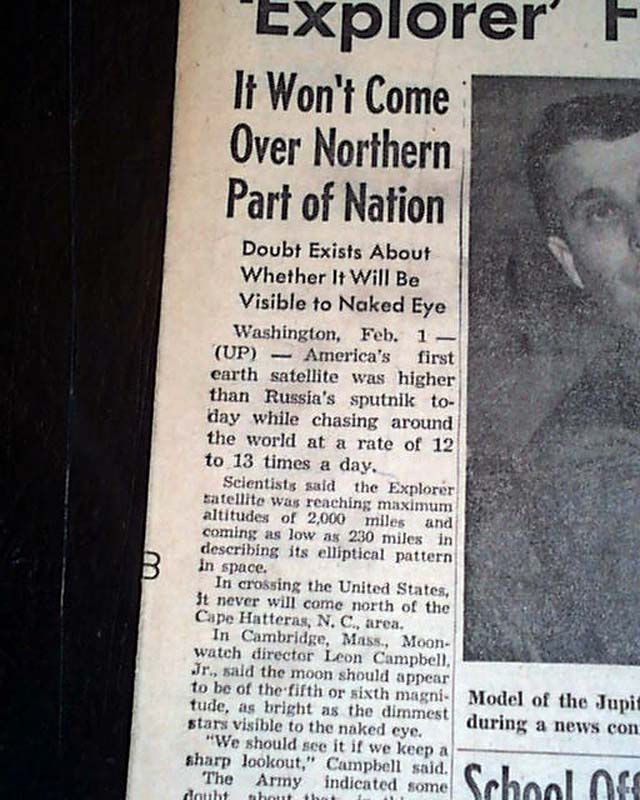 'Explorer' F
It Won't Come
Over Northern
Part of Nation
Doubt Exists About
Whether It Will Be
Visible to Naked Eye
Washington, Feb. 1 —
(UP) — America's first
earth satellite was higher
than Russia's sputnik to-
day while chasing around
the world at a rate of 12
to 13 times a day.
Scientists said the Explorer
satellite was reaching maximum
altitudes of 2,000 miles and
coming as low as 230 miles in
describing its elliptical pattern
in space.
In crossing the United States,
it never will come north of the
Cape Hatteras, N. C., area.
In Cambridge, Mass., Moon-
watch director Leon Campbell,
Jr., said the moon should appear
to be of the fifth or sixth magni-
tude, as bright as the dimmest
stars visible to the naked eye.
"We should see it if we keep a
sharp lookout," Campbell said.
The Army indicated some
doubt about that
B
Model of the Jupit
during a news con
School Off